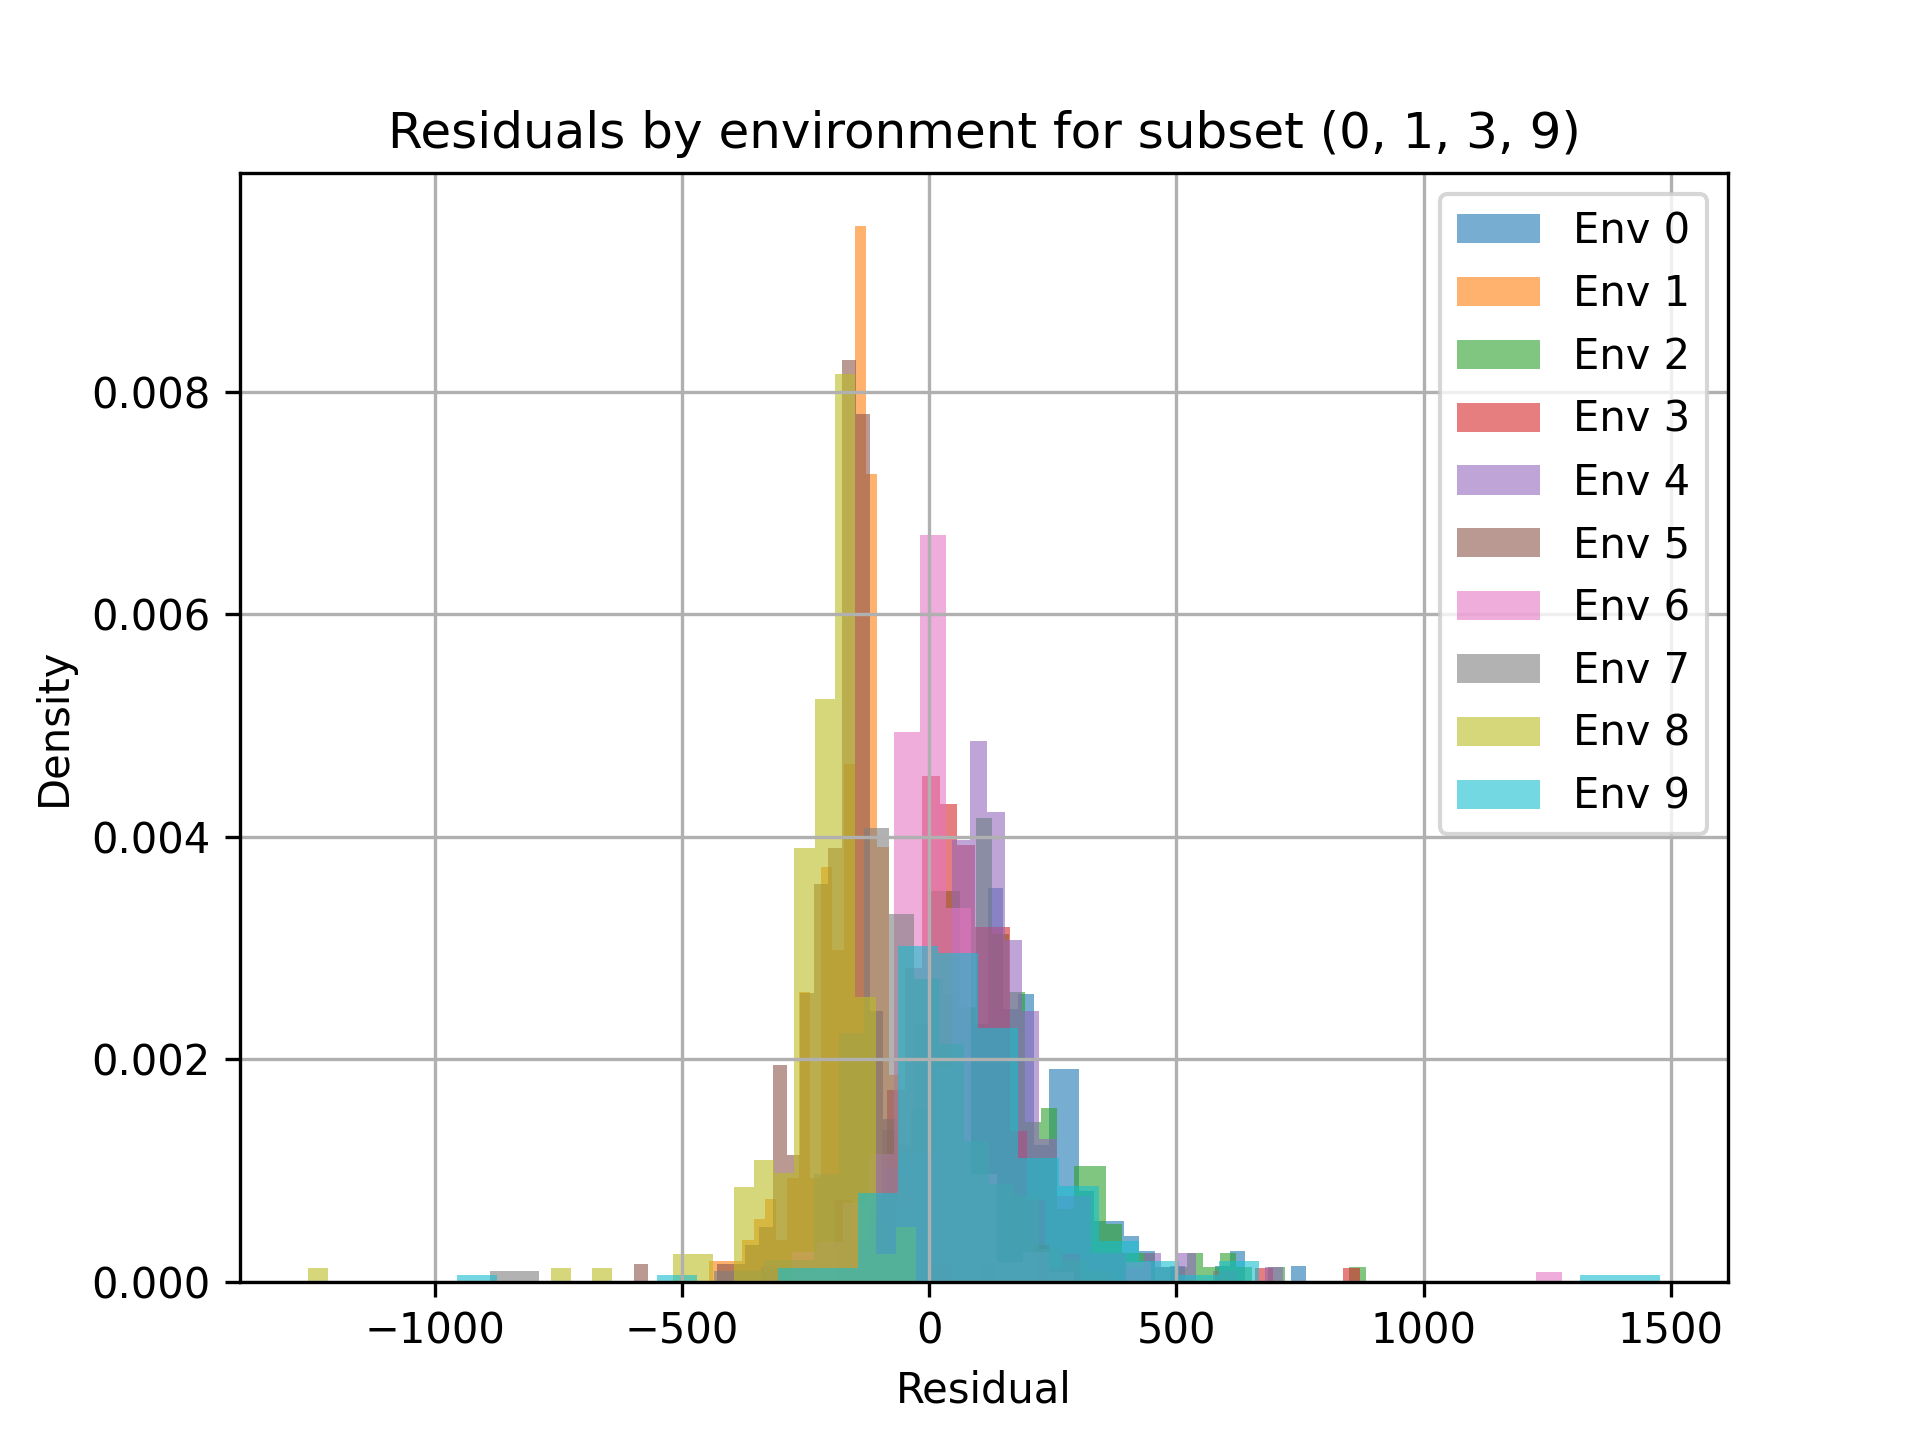 Residuals by environment for subset (0, 1, 3, 9)
Env 0
Env 1
Env 2
Env 3
Env 4
Env 5
Env 6
Env 7
Env 8
Env 9
Density
0.008
0.006
0.004
0.002
0.000
−1000 −500 0 500 1000 1500
Residual